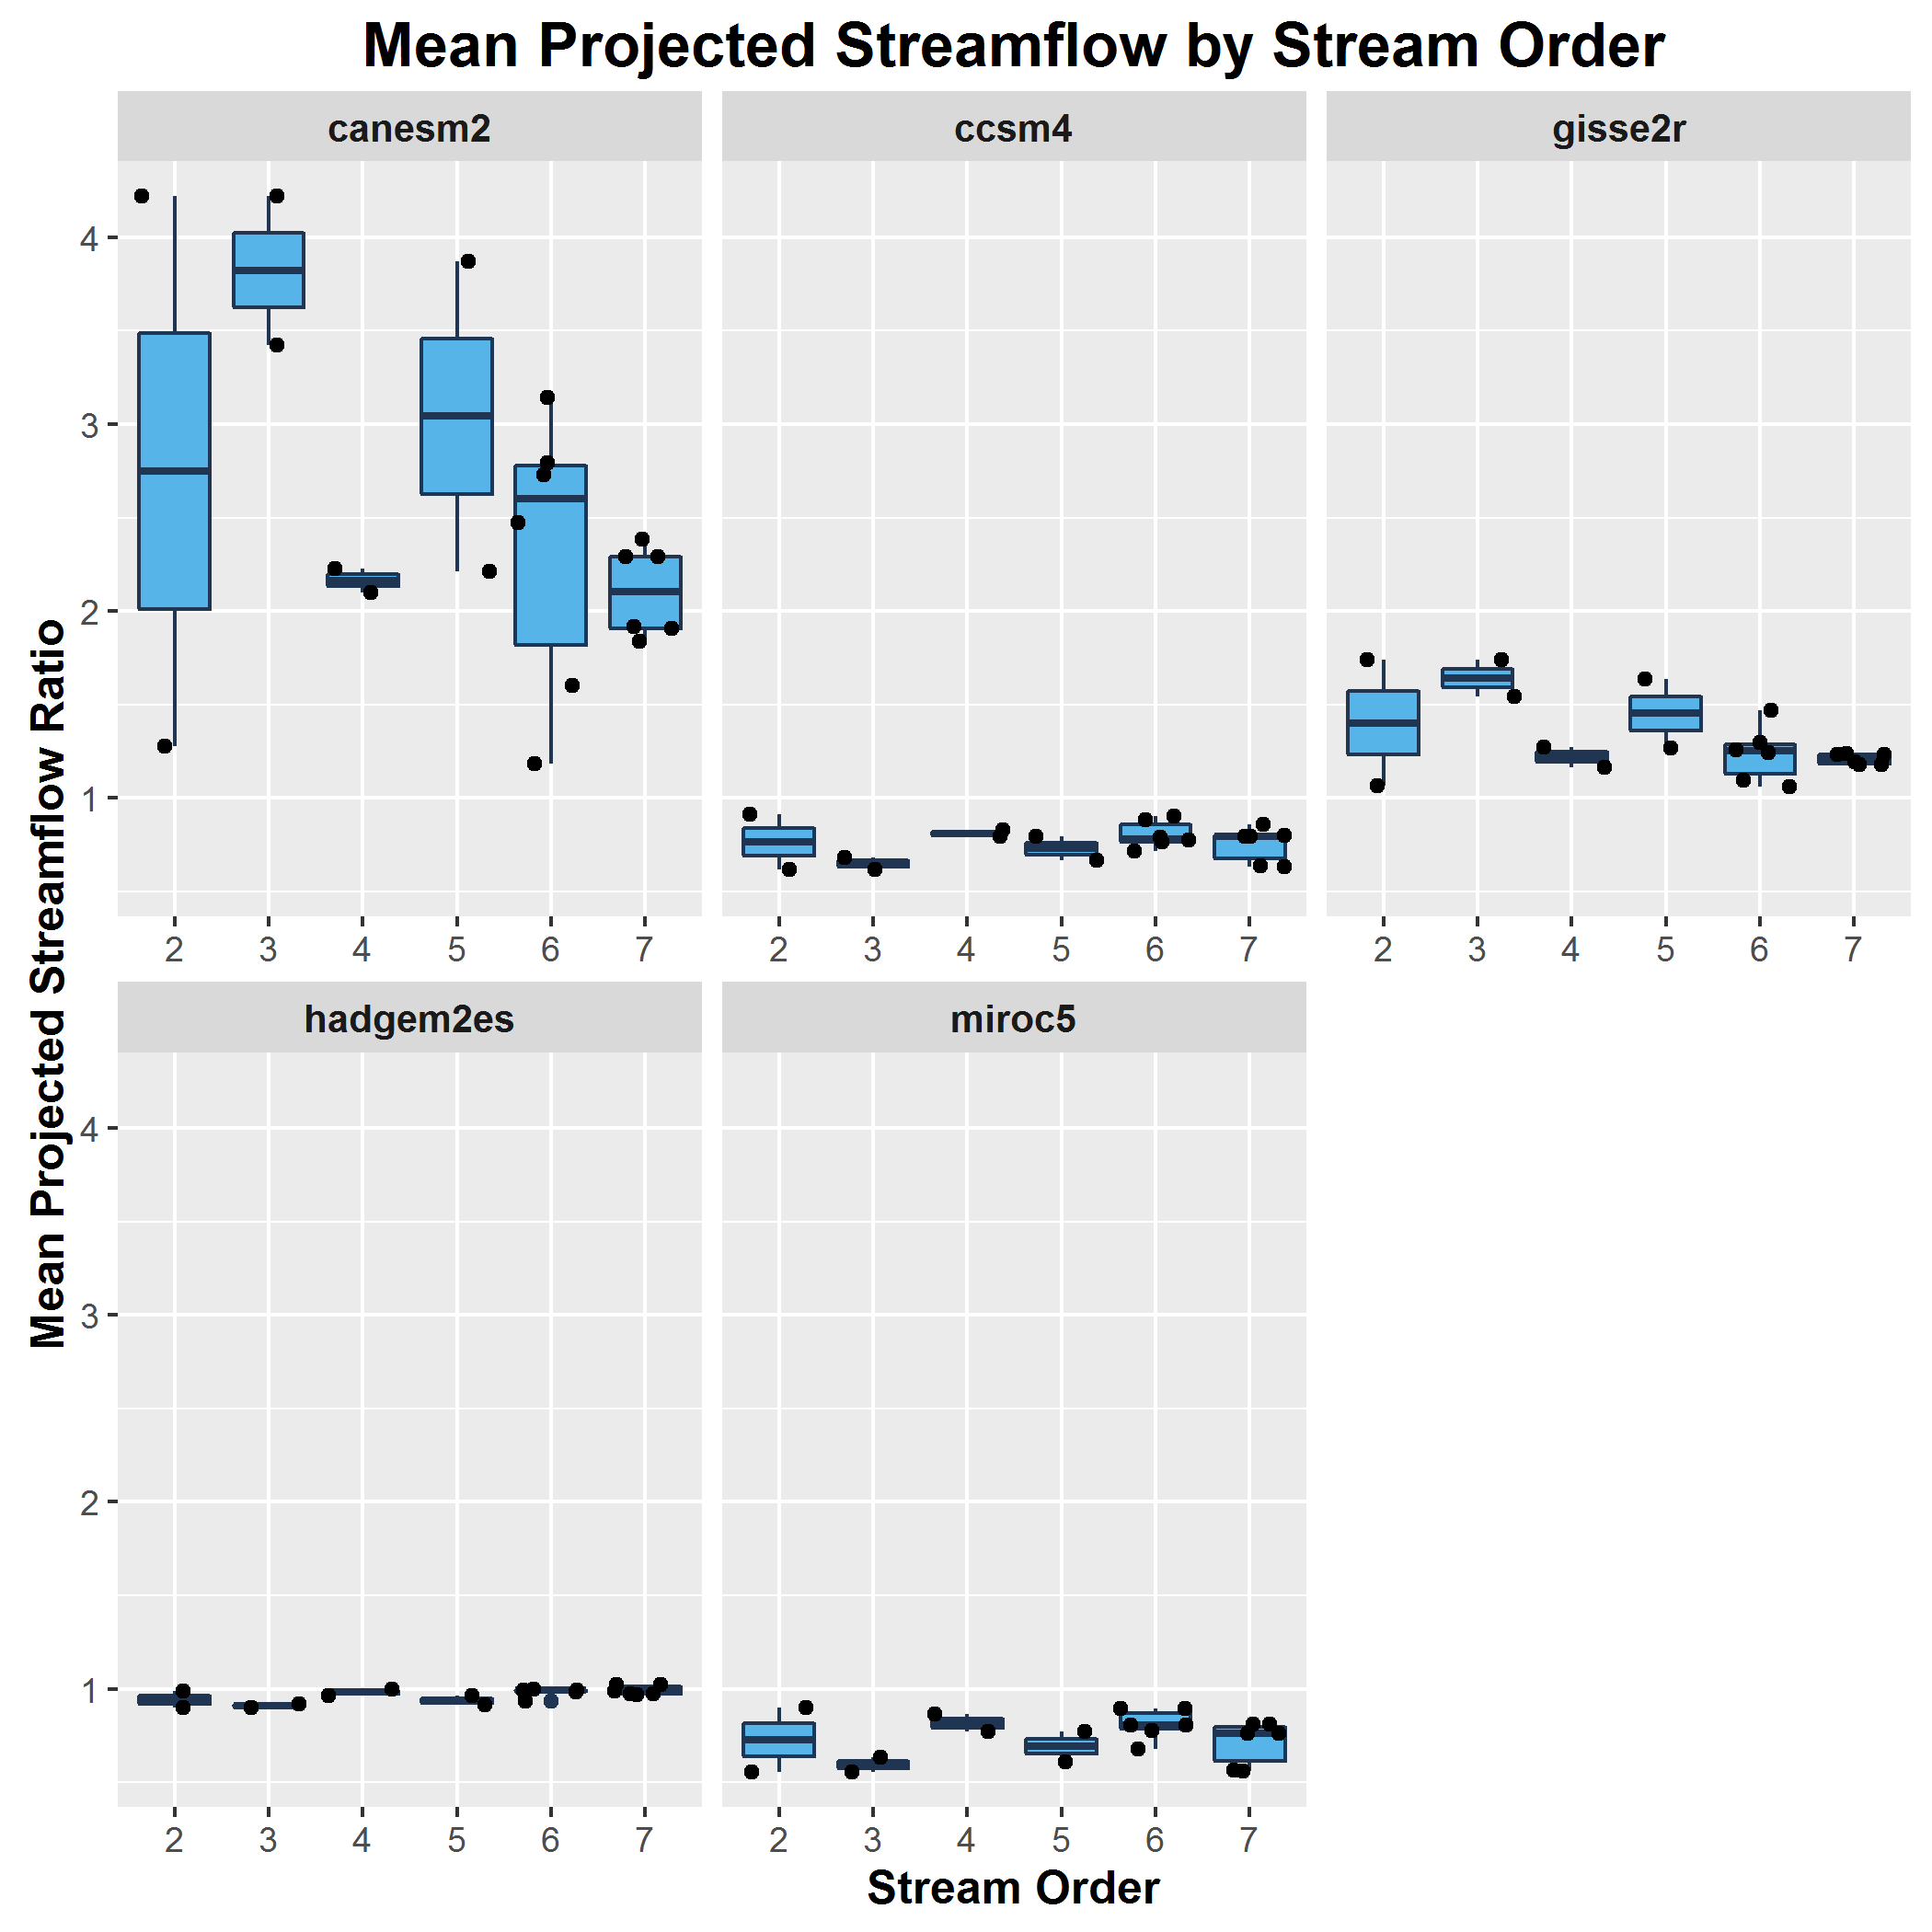 Mean Projected Streamflow by Stream Order
canesm2
ccsm4
gisse2r
4
3
2
1
2 3 4 5 6 7
2 3 4 5 6 7
2 3 4 5 6 7
Mean Projected Streamflow Ratio
hadgem2es
miroc5
4
3
2
1
2 3 4 5 6 7
2 3 4 5 6 7
Stream Order